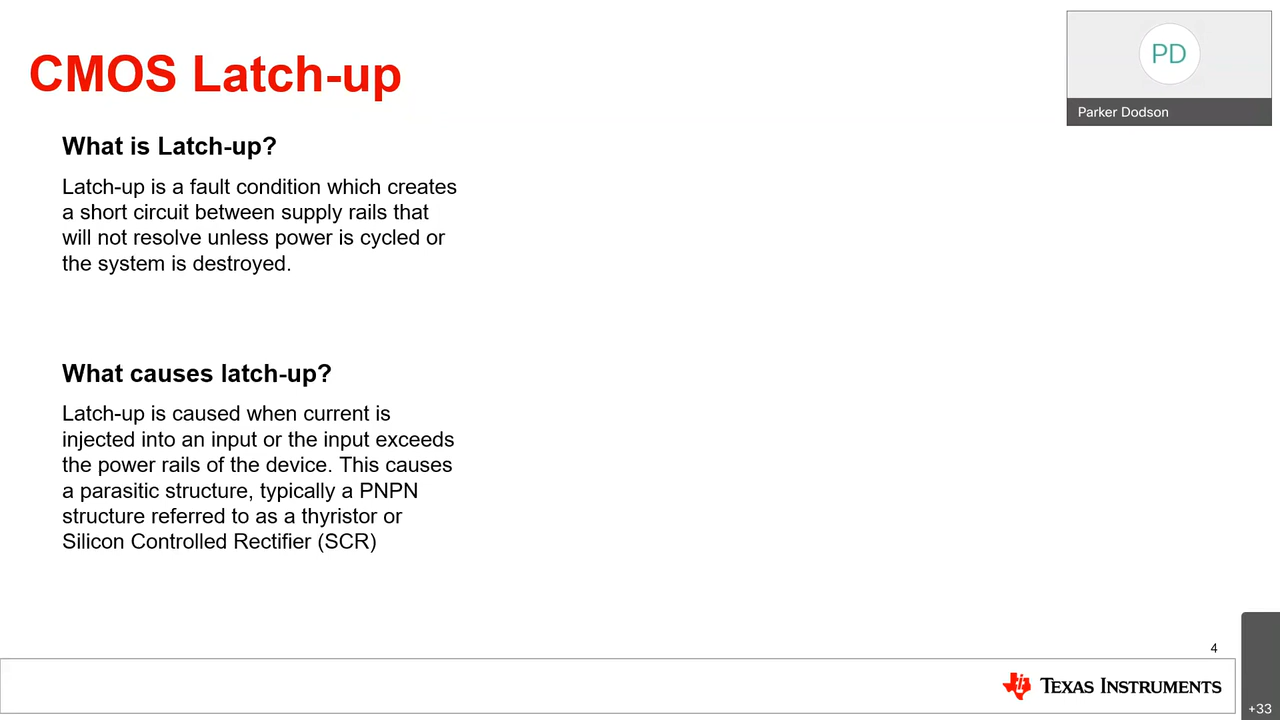 CMOS Latch-up
PD
Parker Dodson
What is Latch-up?
Latch-up is a fault condition which creates
a short circuit between supply rails that
will not resolve unless power is cycled or
the system is destroyed.
What causes latch-up?
Latch-up is caused when current is
injected into an input or the input exceeds
the power rails of the device. This causes
a parasitic structure, typically a PNPN
structure referred to as a thyristor or
Silicon Controlled Rectifier (SCR)
4
TEXAS INSTRUMENTS
+33